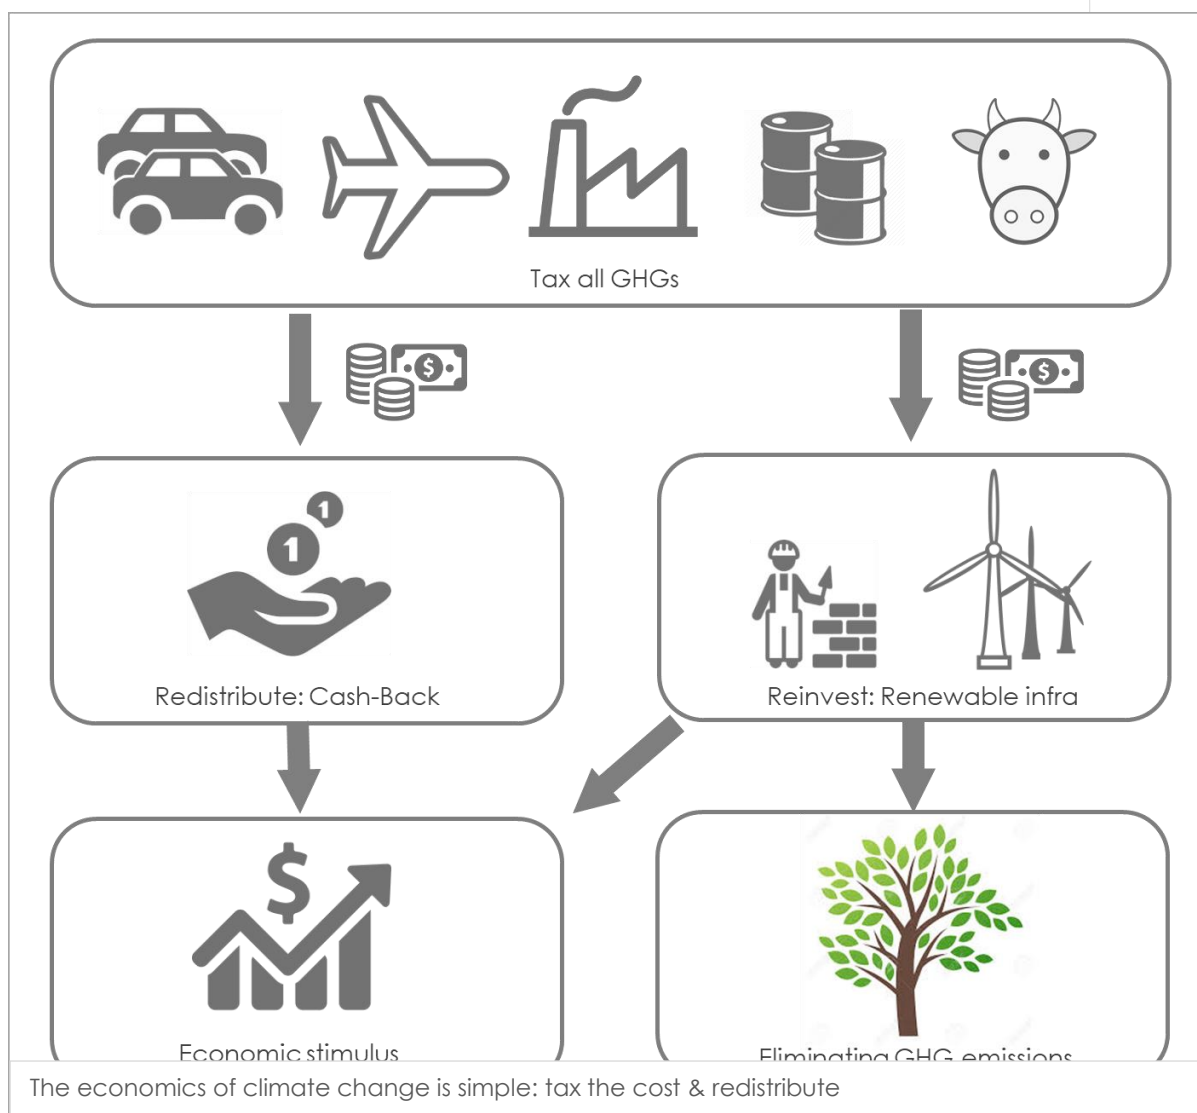 Tax all GHGs
$
$
1
1
Redistribute: Cash-Back
Reinvest: Renewable infra
$
Economic stimulus
Eliminating GHG emissions
The economics of climate change is simple: tax the cost & redistribute